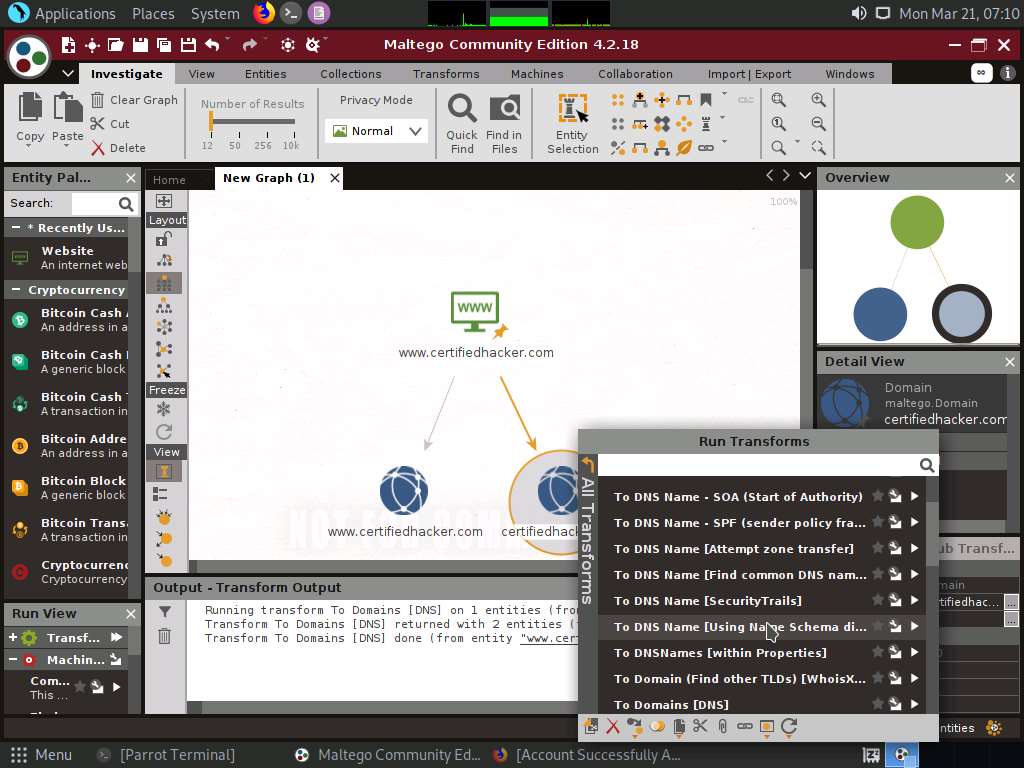 Applications Places System Mon Mar 21, 07:10
Maltego Community Edition 4.2.18
Investigate View Entities Collections Transforms Machines Collaboration Import | Export Windows
Copy Paste Clear Graph Cut Delete
Number of Results
12 50 256 10k
Privacy Mode
Normal
Quick Find
Find in Files
Entity Selection
Entity Pal...
Search:
* Recently Us...
Website
An internet web
Cryptocurrency
Bitcoin Cash
An address in a
Bitcoin Cash
A generic block
Bitcoin Cash
A transaction in
Bitcoin Addre
An address in a
Bitcoin Block
A generic block
Bitcoin Trans
A transaction in
Cryptocurrenc
Cryptocurrency
Home New Graph (1)
Layout
Freeze
View
100%
www.certifiedhacker.com
www.certifiedhacker.com certifiedhac
Overview
Detail View
Domain
maltego.Domain
certifiedhacker.com
Run Transforms
All Transforms
To DNS Name - SOA (Start of Authority)
To DNS Name - SPF (sender policy fra...
To DNS Name [Attempt zone transfer]
To DNS Name [Find common DNS nam...
To DNS Name [SecurityTrails]
To DNS Name [Using Name Schema di...
To DNSNames [within Properties]
To Domain (Find other TLDs) [WhoisX...
To Domains [DNS]
ub Transf...
main
rtifiedhac... ...
...
ntities
Output - Transform Output
Running transform To Domains [DNS] on 1 entities (fro
Transform To Domains [DNS] returned with 2 entities (
Transform To Domains [DNS] done (from entity "www.cert
Run View
Transf...
Machin...
Com...
This ...
Menu [Parrot Terminal] Maltego Community Ed... [Account Successfully A...